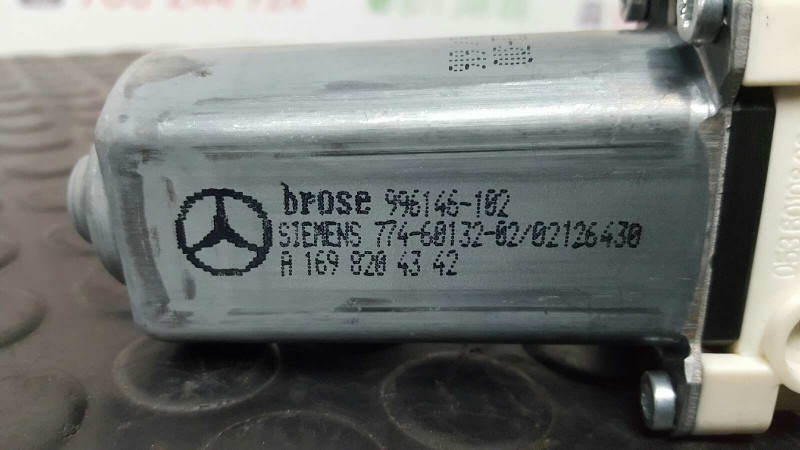 brose 996146-102
SIEMENS 774-60132-02/02126430
A 169 820 43 42